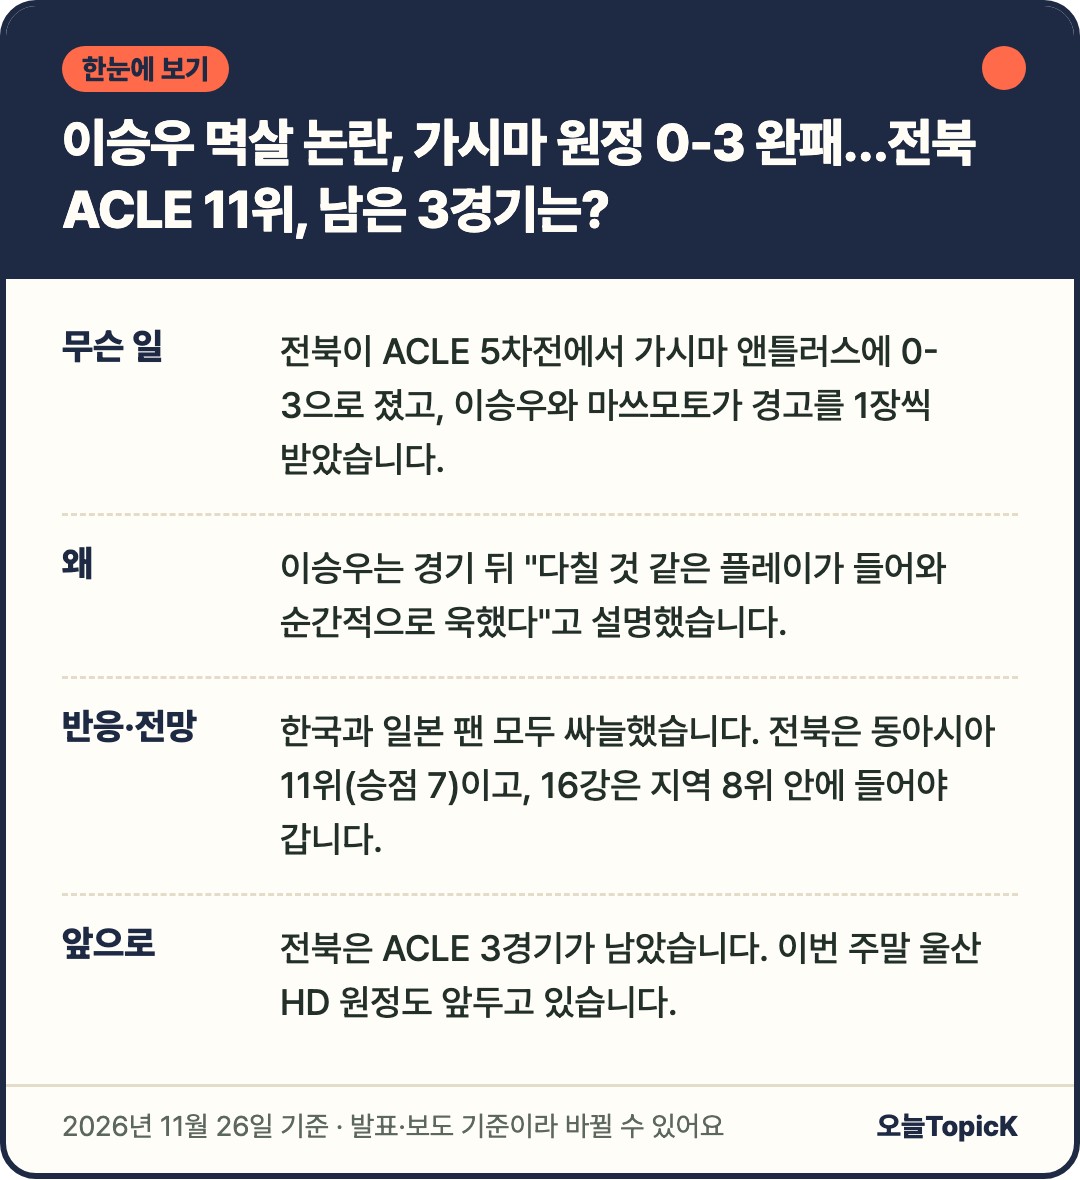 한눈에 보기
이승우 멱살 논란, 가시마 원정 0-3 완패...전북
ACLE 11위, 남은 3경기는?
무슨 일
전북이 ACLE 5차전에서 가시마 앤틀러스에 0-
3으로 졌고, 이승우와 마쓰모토가 경고를 1장씩
받았습니다.
왜
이승우는 경기 뒤 "다칠 것 같은 플레이가 들어와
순간적으로 욱했다"고 설명했습니다.
반응·전망
한국과 일본 팬 모두 싸늘했습니다. 전북은 동아시아
11위(승점 7)이고, 16강은 지역 8위 안에 들어야
갑니다.
앞으로
전북은 ACLE 3경기가 남았습니다. 이번 주말 울산
HD 원정도 앞두고 있습니다.
2026년 11월 26일 기준 · 발표·보도 기준이라 바뀔 수 있어요
오늘TopicK